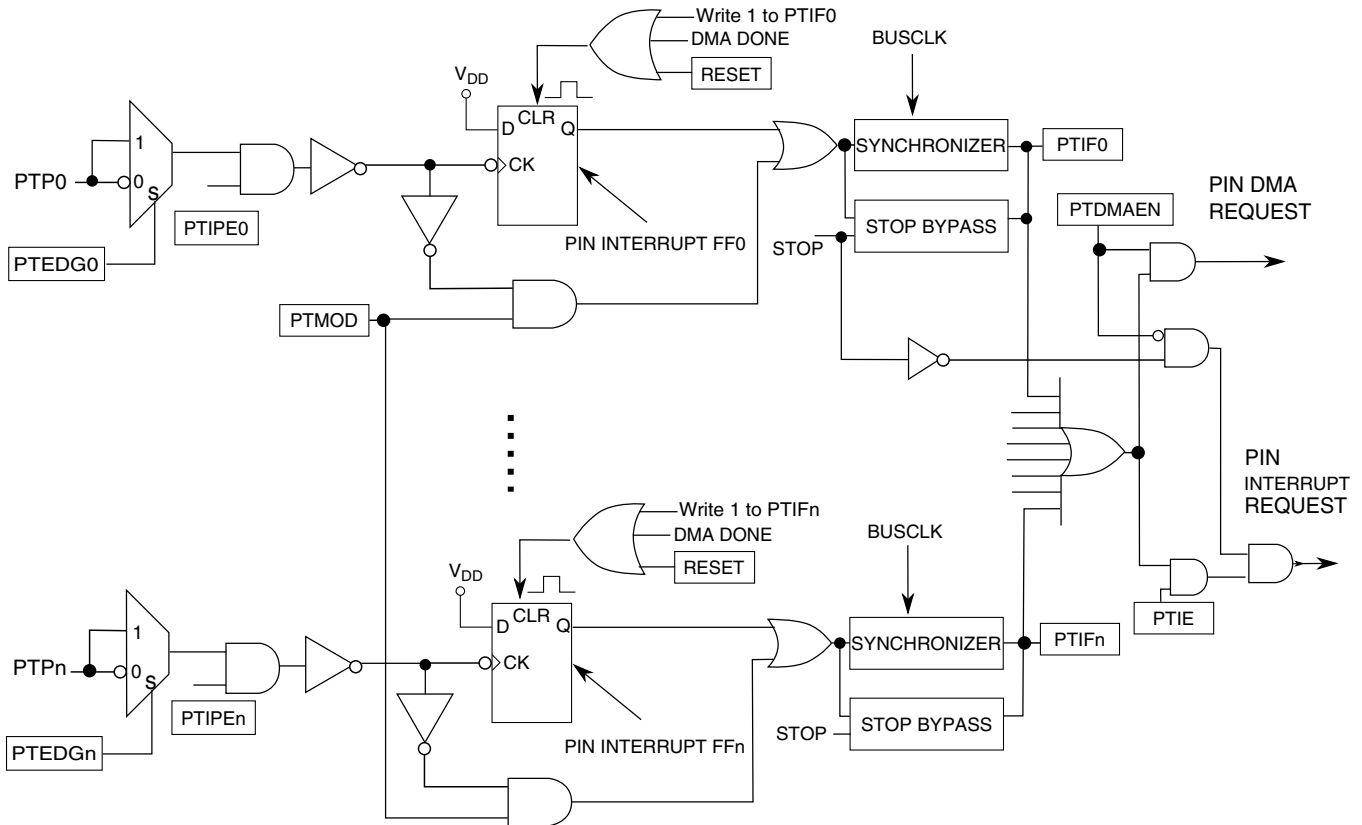 Write 1 to PTIF0
DMA DONE
RESET
BUSCLK
VDD
CLR
D
Q
CK
1
0
S
PTP0
PTIPE0
PTEDG0
PIN INTERRUPT FF0
SYNCHRONIZER
PTIF0
STOP BYPASS
STOP
PTDMAEN
PIN DMA
REQUEST
PTMOD
PIN
INTERRUPT
REQUEST
Write 1 to PTIFn
DMA DONE
RESET
BUSCLK
VDD
CLR
D
Q
CK
1
0
S
PTPn
PTIPEn
PTEDGn
PIN INTERRUPT FFn
SYNCHRONIZER
PTIFn
STOP BYPASS
STOP
PTIE